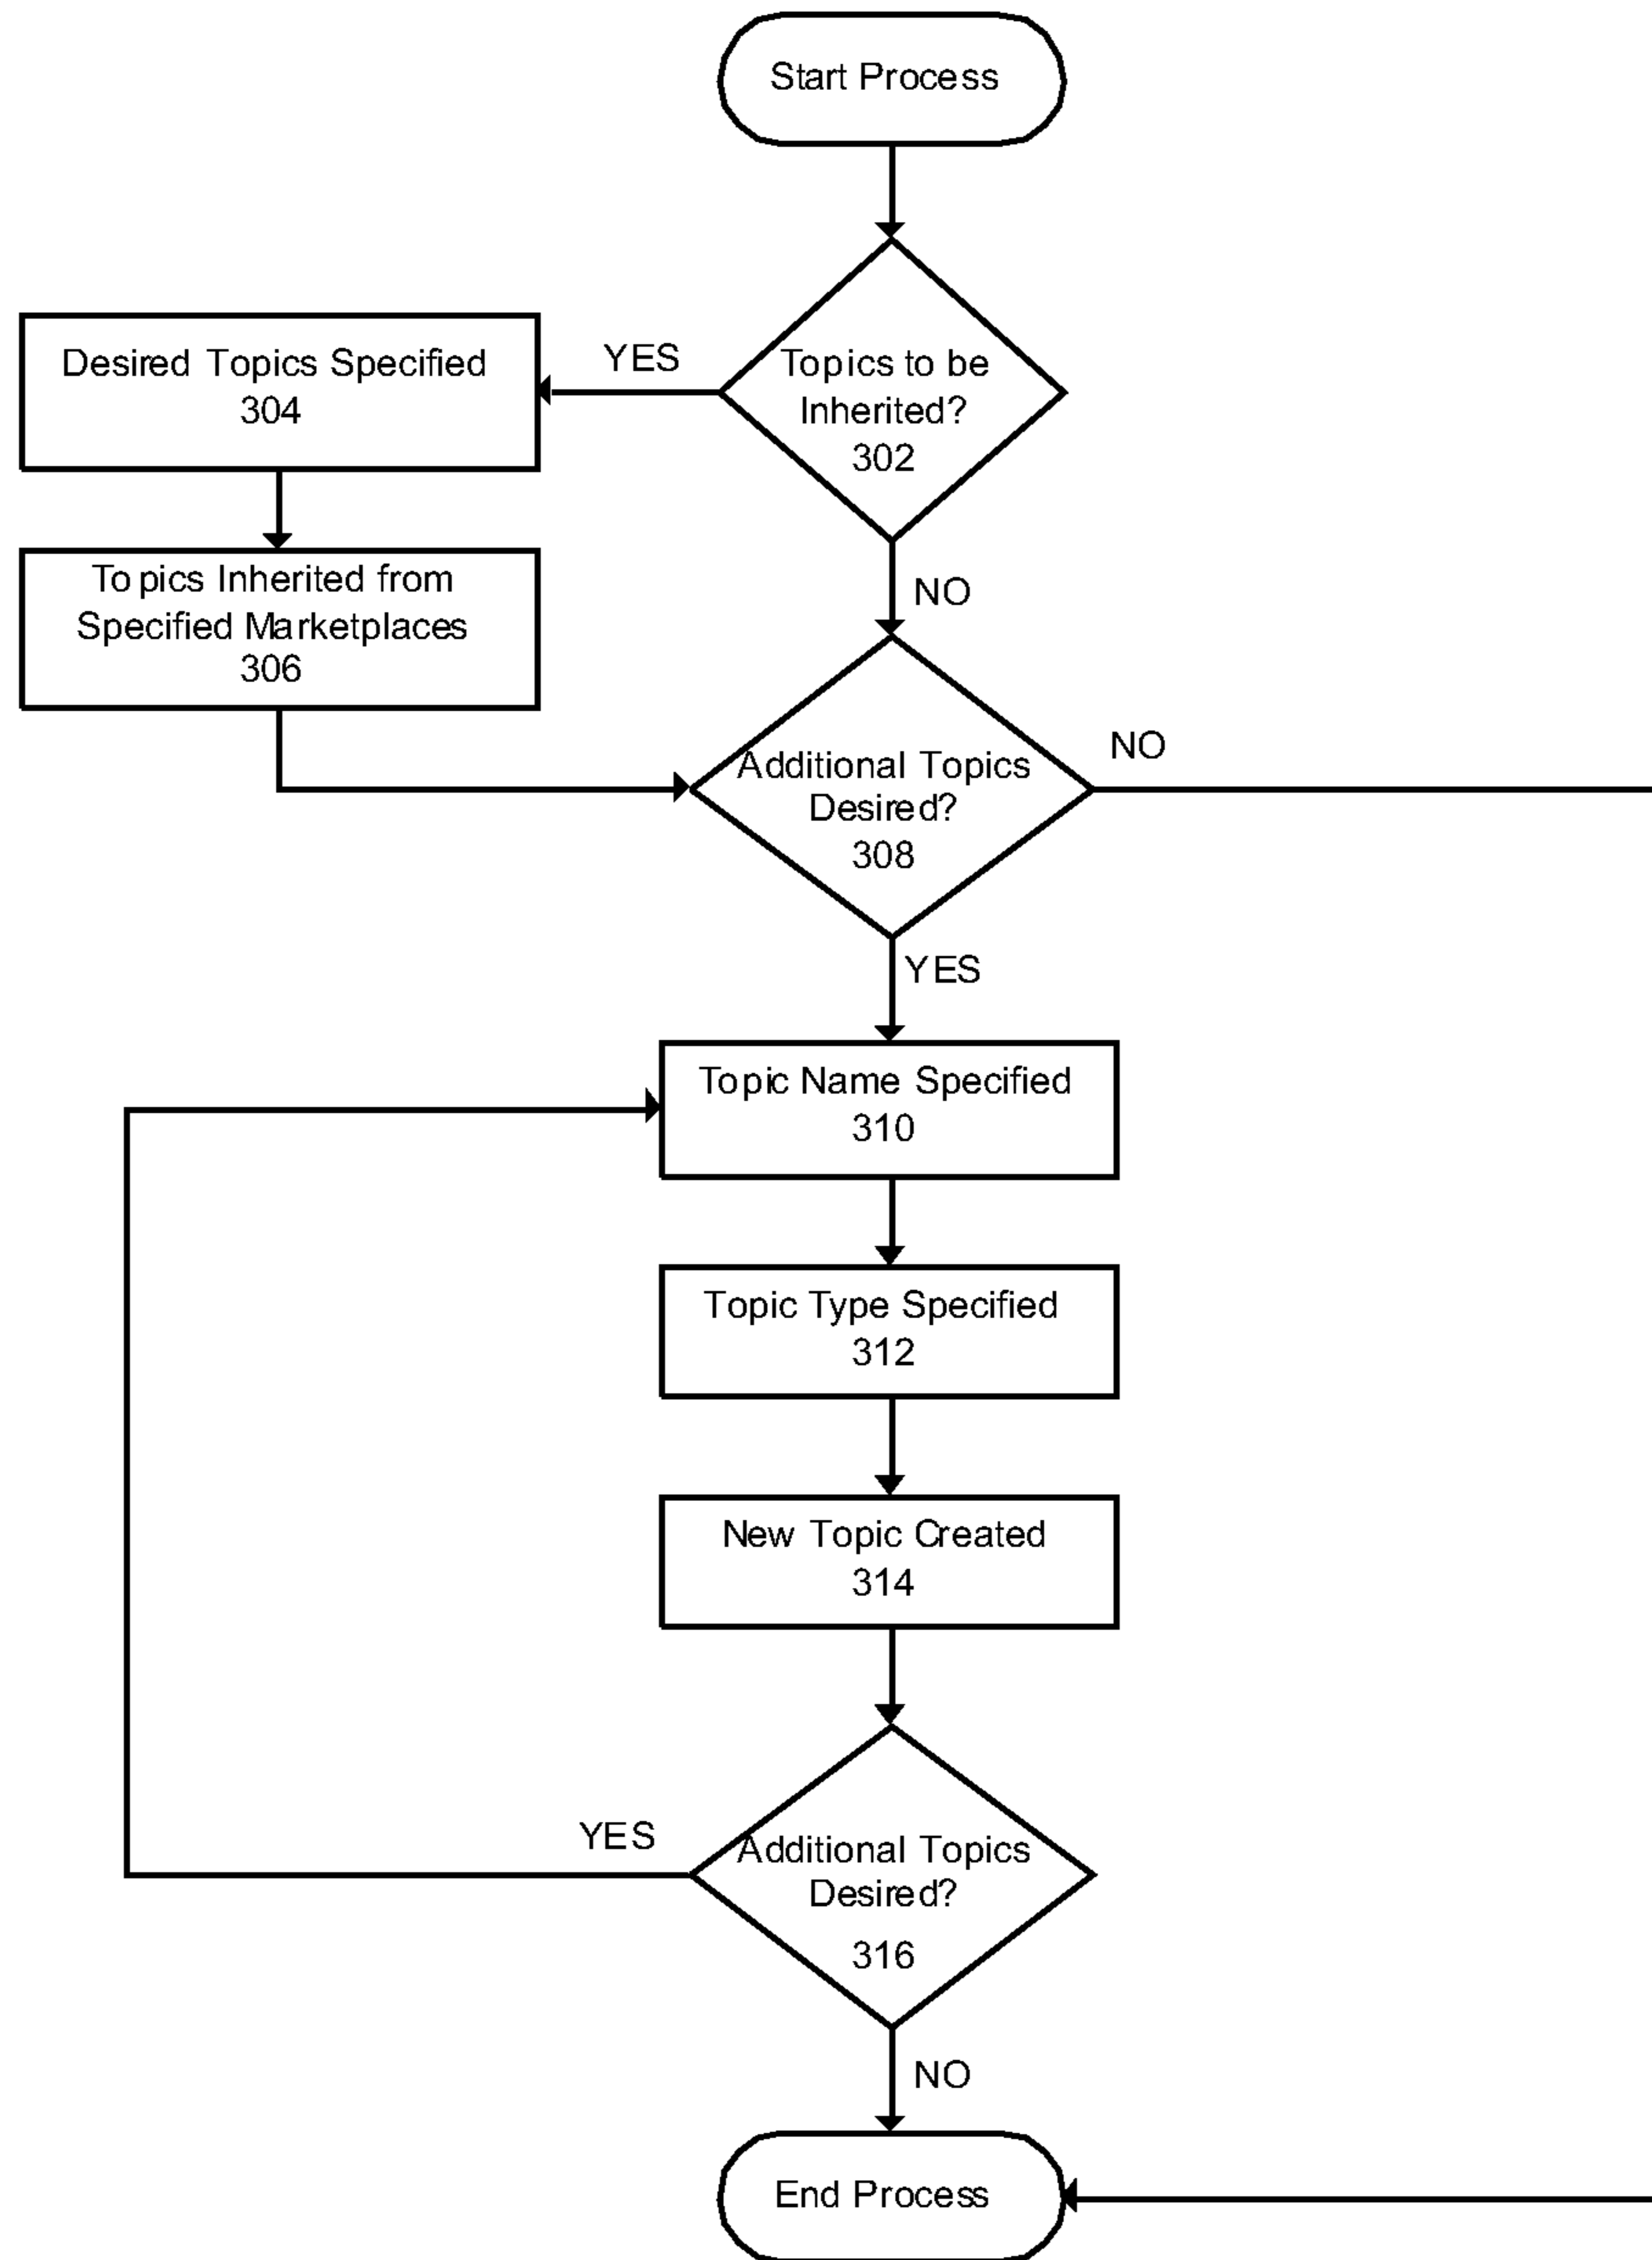 Start Process
Topics to be
Inherited?
302
YES
Desired Topics Specified
304
Topics Inherited from
Specified Marketplaces
306
NO
Additional Topics
Desired?
308
NO
YES
Topic Name Specified
310
Topic Type Specified
312
New Topic Created
314
Additional Topics
Desired?
316
YES
NO
End Process